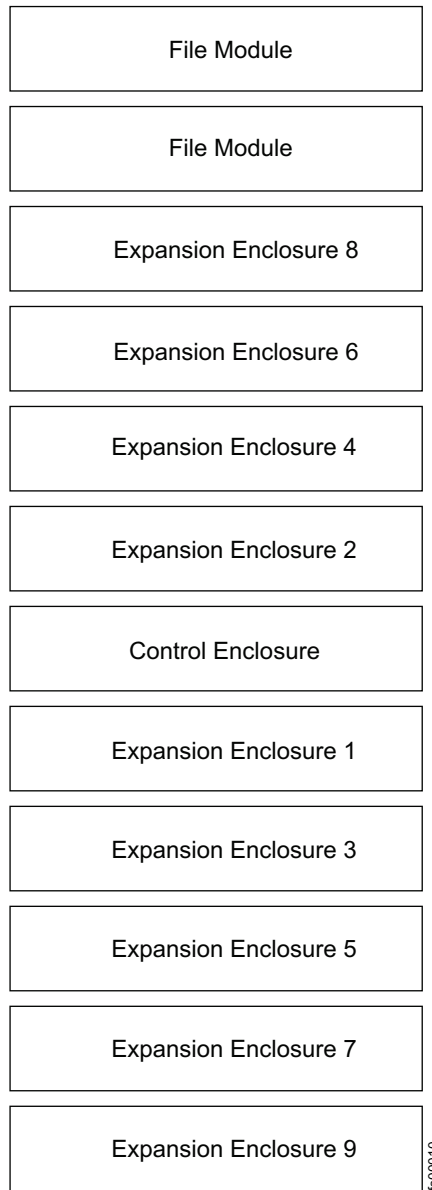 File Module
File Module
Expansion Enclosure 8
Expansion Enclosure 6
Expansion Enclosure 4
Expansion Enclosure 2
Control Enclosure
Expansion Enclosure 1
Expansion Enclosure 3
Expansion Enclosure 5
Expansion Enclosure 7
Expansion Enclosure 9